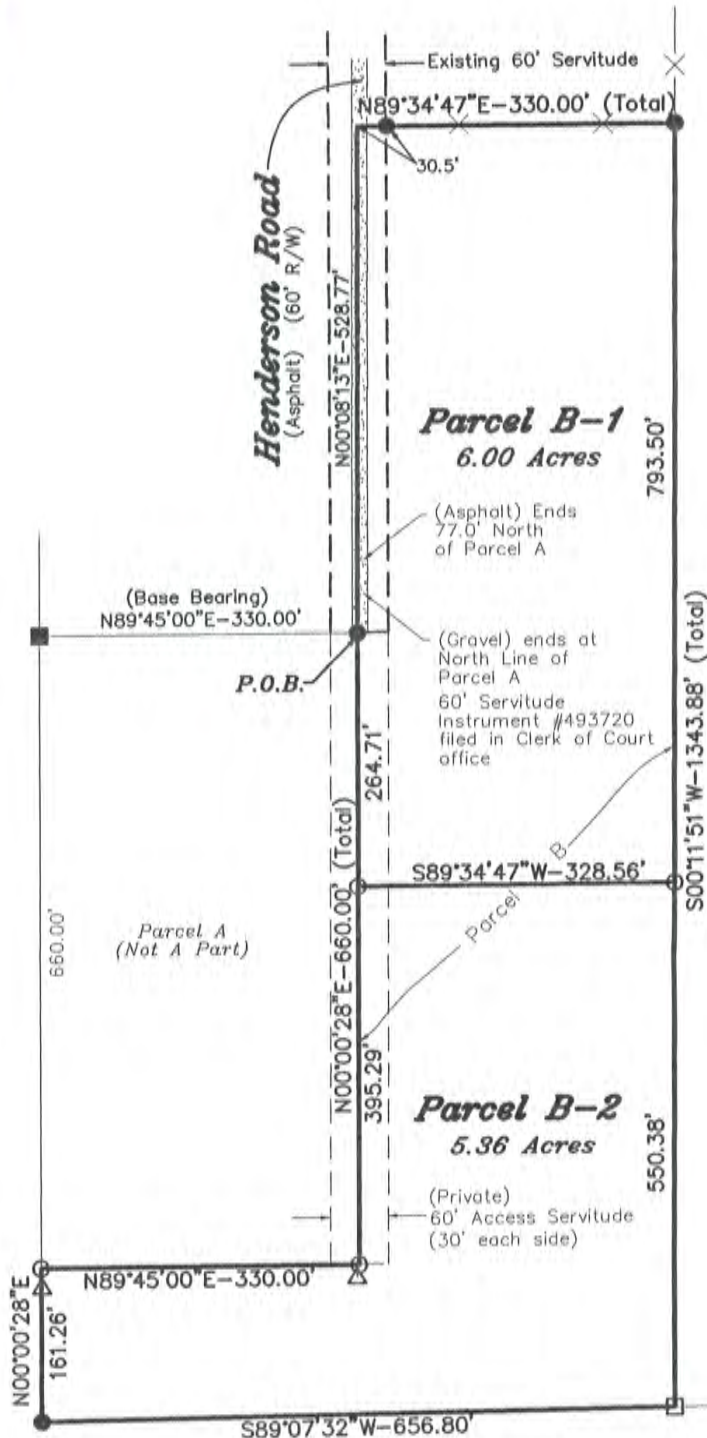 Existing 60' Servitude
N89°34'47"E-330.00' (Total)
30.5'
Henderson Road
(Asphalt) (60' R/W)
N00°08'13"E-528.77'
Parcel B-1
6.00 Acres
793.50'
(Asphalt) Ends
77.0' North
of Parcel A
(Base Bearing)
N89°45'00"E-330.00'
P.O.B.
(Gravel) ends at
North Line of
Parcel A
60' Servitude
Instrument #493720
filed in Clerk of Court
office
S00°11'51"W-1343.88' (Total)
264.71'
S89°34'47"W-328.56'
Parcel B
660.00'
Parcel A
(Not A Part)
N00°00'28"E-660.00' (Total)
395.29'
Parcel B-2
5.36 Acres
550.38'
(Private)
60' Access Servitude
(30' each side)
N89°45'00"E-330.00'
N00°00'28"E
161.26'
S89°07'32"W-656.80'